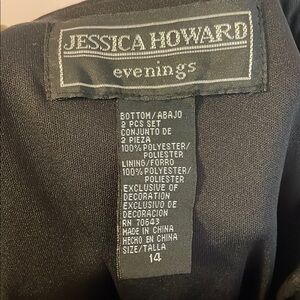 JESSICA HOWARD
evenings
BOTTOM/ABAJO
2 PCS SET
CONJUNTO DE
2 PIEZA
100% POLYESTER/
POLIESTER
LINING/FORRO
100% POLYESTER/
POLIESTER
EXCLUSIVE OF
DECORATION
EXCLUSIVO DE
DECORACION
RN 70643
MADE IN CHINA
HECHO EN CHINA
SIZE/TALLA
14